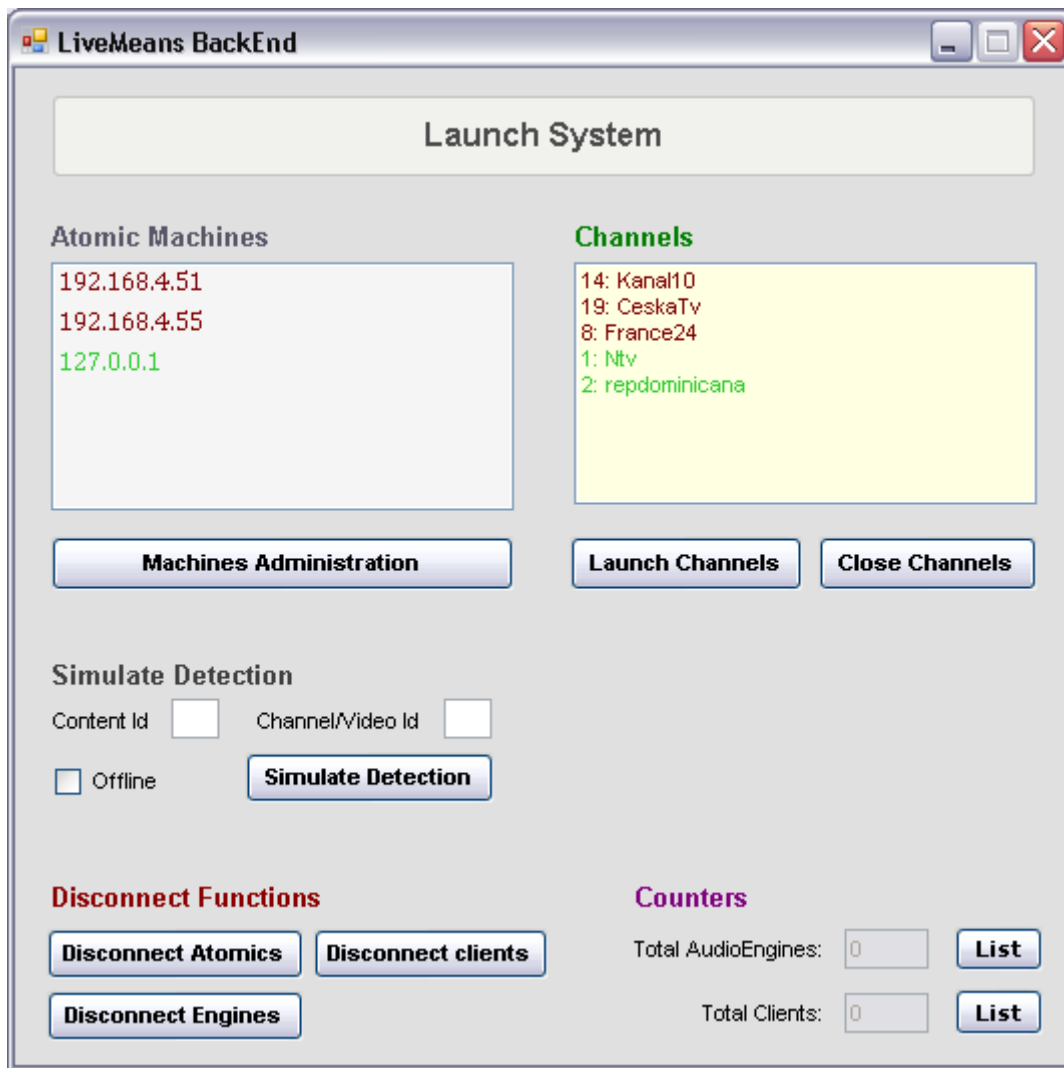 LiveMeans BackEnd
Launch System
Atomic Machines
192.168.4.51
192.168.4.55
127.0.0.1
Machines Administration
Channels
14: Kanal10
19: CeskaTv
8: France24
1: Ntv
2: repdominicana
Launch Channels
Close Channels
Simulate Detection
Content Id
Channel/Video Id
Offline
Simulate Detection
Disconnect Functions
Disconnect Atomics
Disconnect clients
Disconnect Engines
Counters
Total AudioEngines: 0 List
Total Clients: 0 List